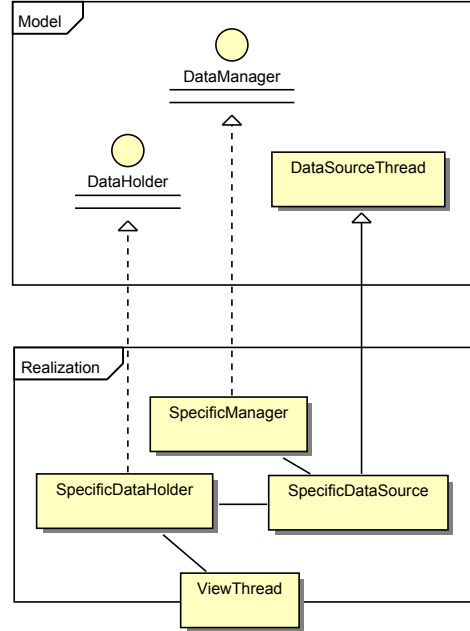 Model
DataManager
DataHolder
DataSourceThread
Realization
SpecificManager
SpecificDataHolder
SpecificDataSource
ViewThread